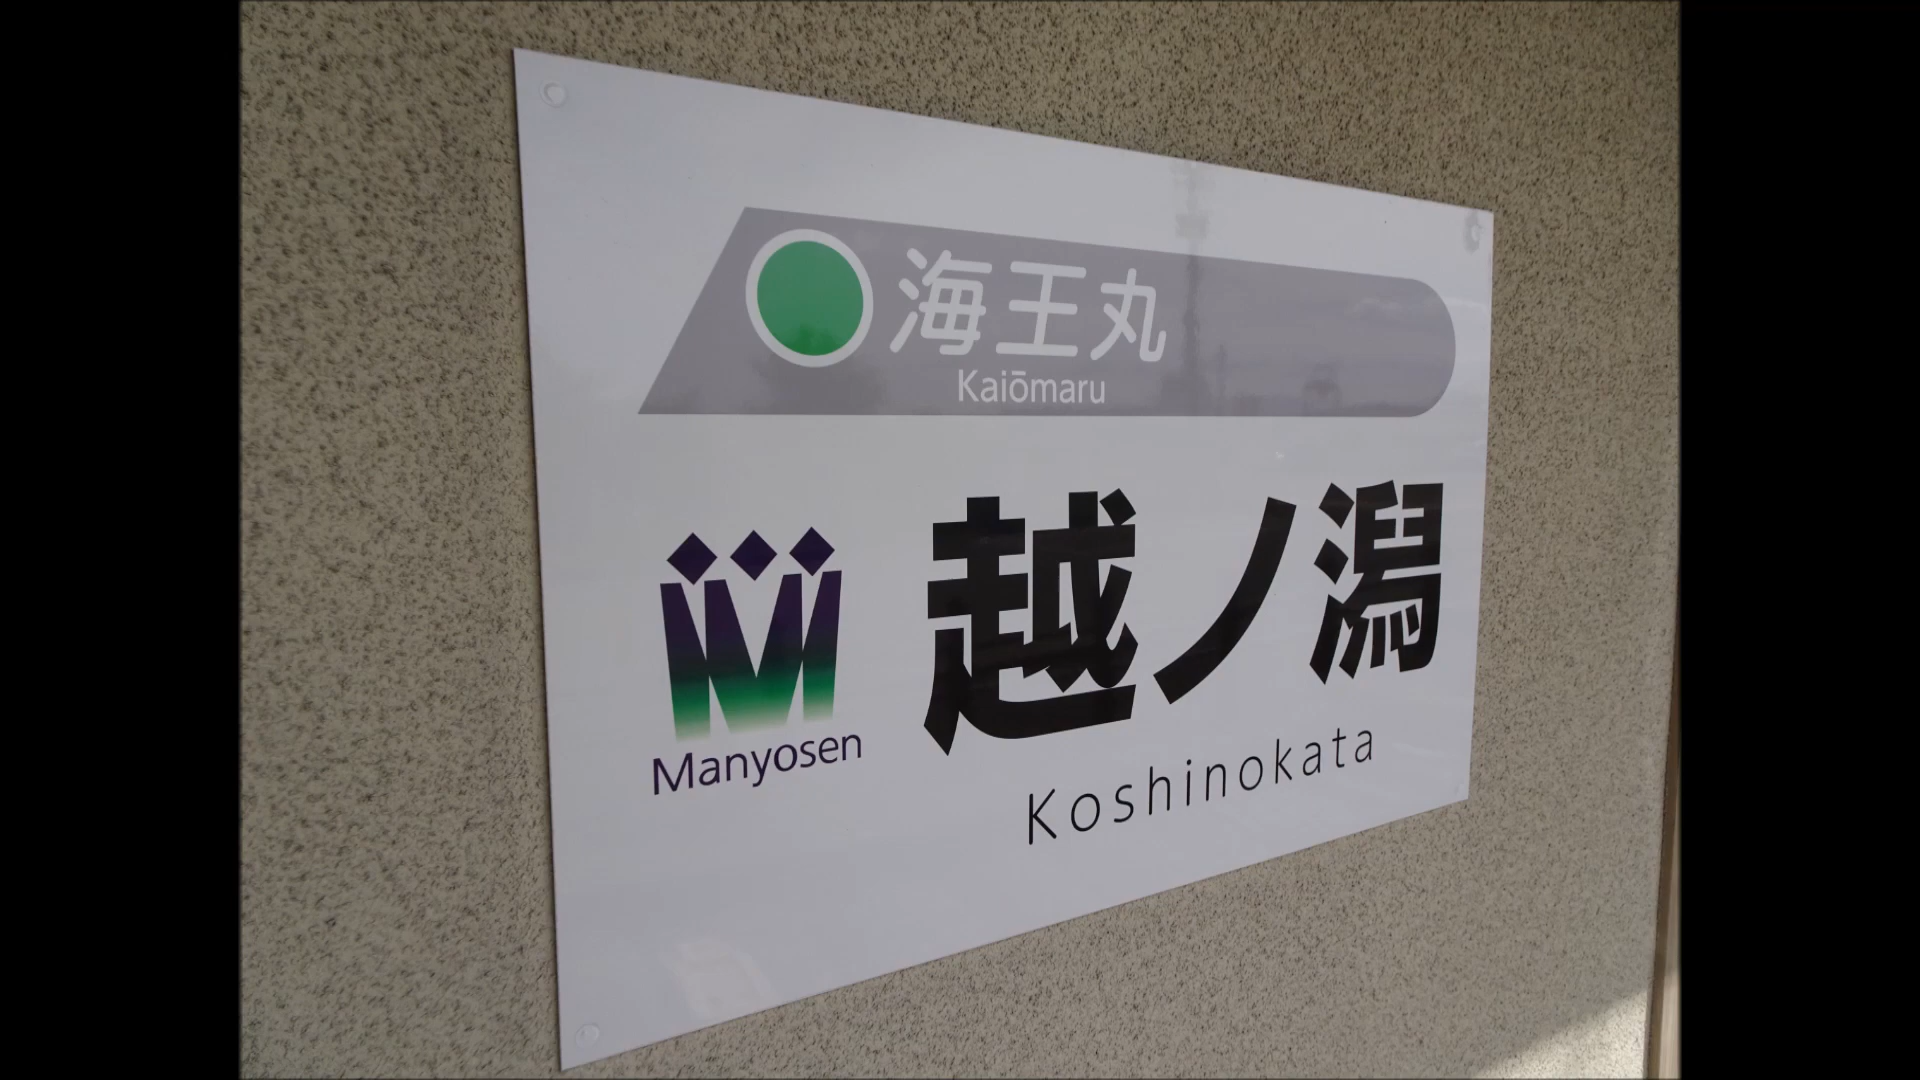 海王丸
Kaiōmaru
越ノ潟
Manyosen
Koshinokata